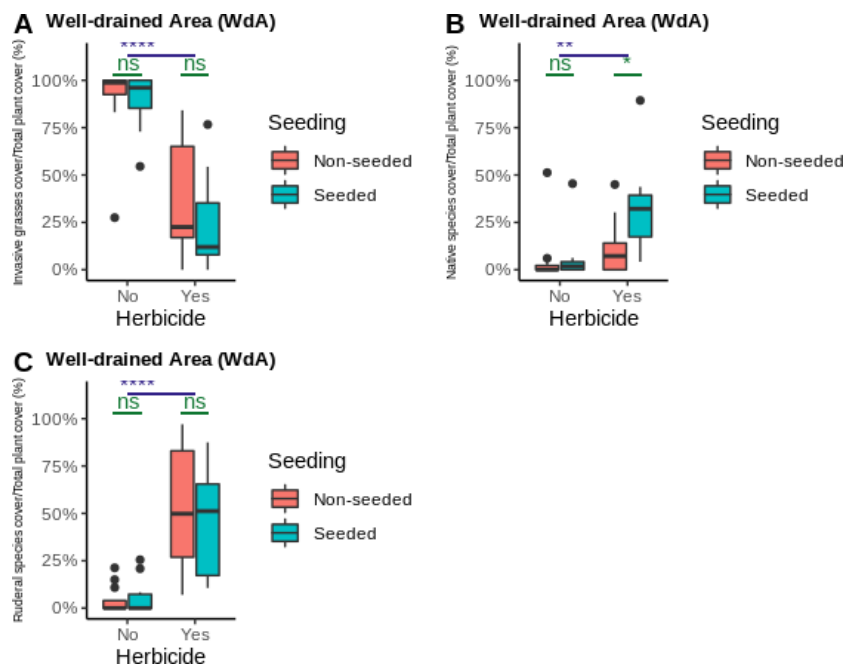 A Well-drained Area (WdA)
Invasive grasses cover/Total plant cover (%)
****
ns ns
100%
75%
50%
25%
0%
No Yes
Herbicide
Seeding
Non-seeded
Seeded
B Well-drained Area (WdA)
Native species cover/Total plant cover (%)
**
ns *
100%
75%
50%
25%
0%
No Yes
Herbicide
Seeding
Non-seeded
Seeded
C Well-drained Area (WdA)
Ruderal species cover/Total plant cover (%)
****
ns ns
100%
75%
50%
25%
0%
No Yes
Herbicide
Seeding
Non-seeded
Seeded